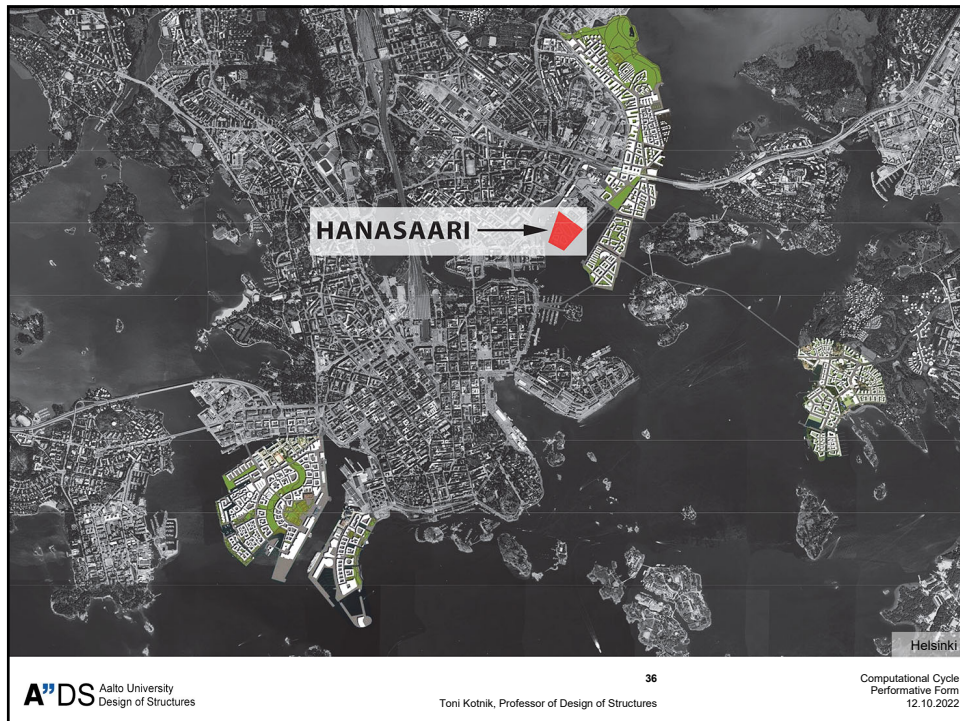 HANASAARI
Helsinki
A”DS Aalto University
Design of Structures
36
Toni Kotnik, Professor of Design of Structures
Computational Cycle
Performative Form
12.10.2022